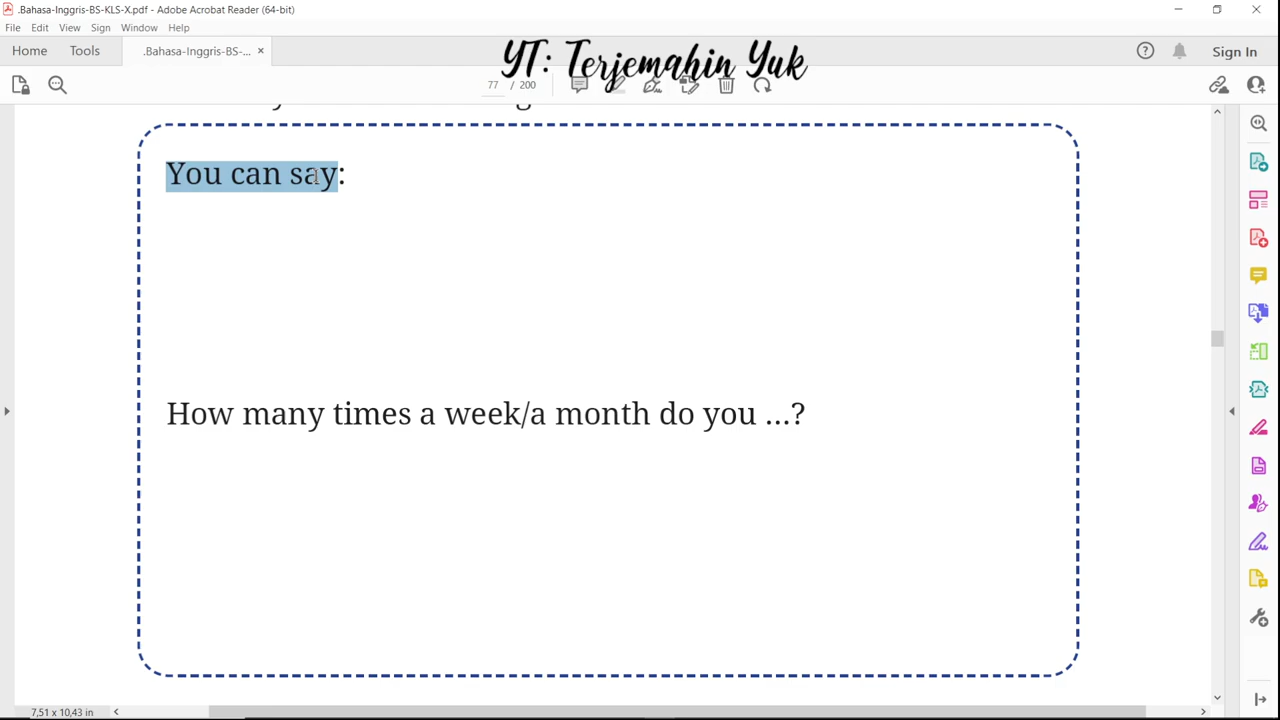 .Bahasa-Inggris-BS-KLS-X.pdf - Adobe Acrobat Reader (64-bit)
File Edit View Sign Window Help
Home Tools .Bahasa-Inggris-BS-... × Sign In
YT: Terjemahin Yuk
77 / 200
You can say:
How many times a week/a month do you ...?
7,51 x 10,43 in